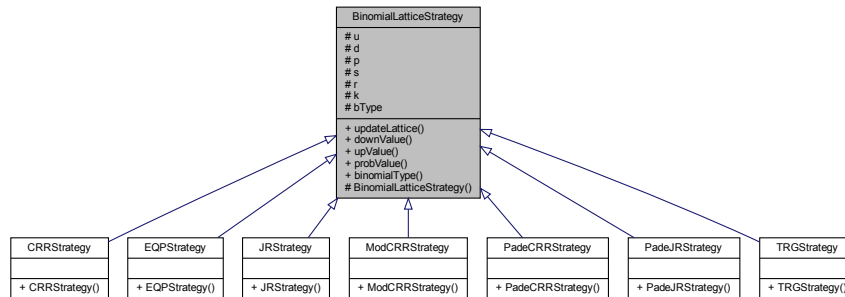 BinomialLatticeStrategy
# u
# d
# p
# s
# r
# k
# bType
+ updateLattice()
+ downValue()
+ upValue()
+ probValue()
+ binomialType()
# BinomialLatticeStrategy()
CRRStrategy
+ CRRStrategy()
EQPStrategy
+ EQPStrategy()
JRStrategy
+ JRStrategy()
ModCRRStrategy
+ ModCRRStrategy()
PadeCRRStrategy
+ PadeCRRStrategy()
PadeJRStrategy
+ PadeJRStrategy()
TRGStrategy
+ TRGStrategy()